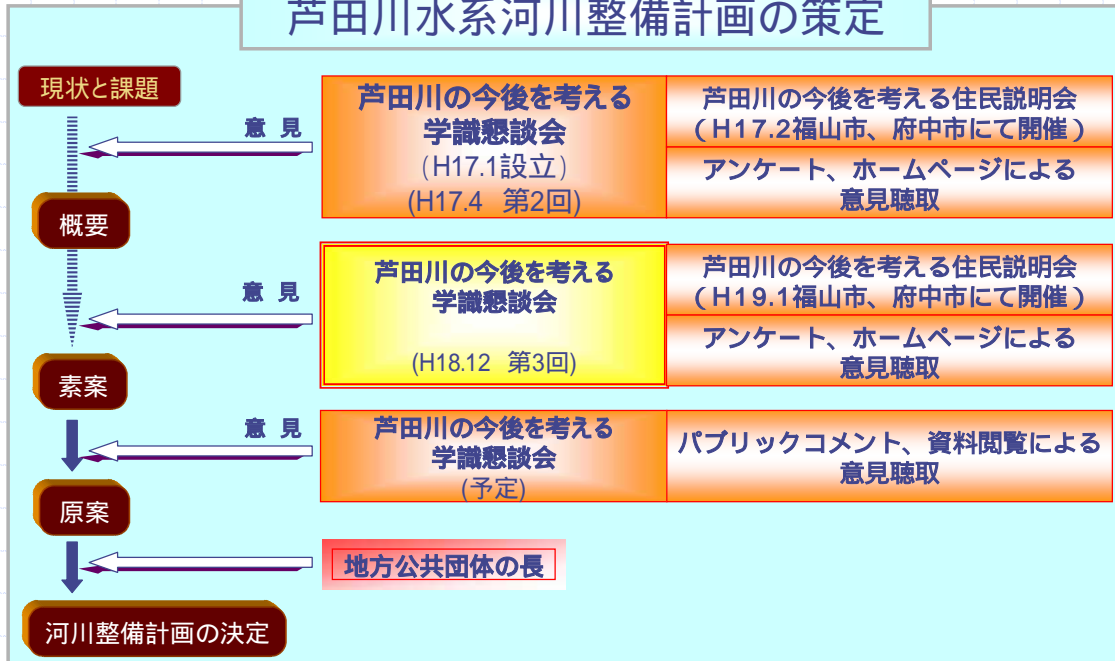 芦田川水系河川整備計画の策定
現状と課題
意 見
芦田川の今後を考える
学識懇談会
(H17.1設立)
(H17.4 第2回)
芦田川の今後を考える住民説明会
(H17.2福山市、府中市にて開催)
アンケート、ホームページによる
意見聴取
概要
意 見
芦田川の今後を考える
学識懇談会
(H18.12 第3回)
芦田川の今後を考える住民説明会
(H19.1福山市、府中市にて開催)
アンケート、ホームページによる
意見聴取
素案
意 見
芦田川の今後を考える
学識懇談会
(予定)
パブリックコメント、資料閲覧による
意見聴取
原案
地方公共団体の長
河川整備計画の決定